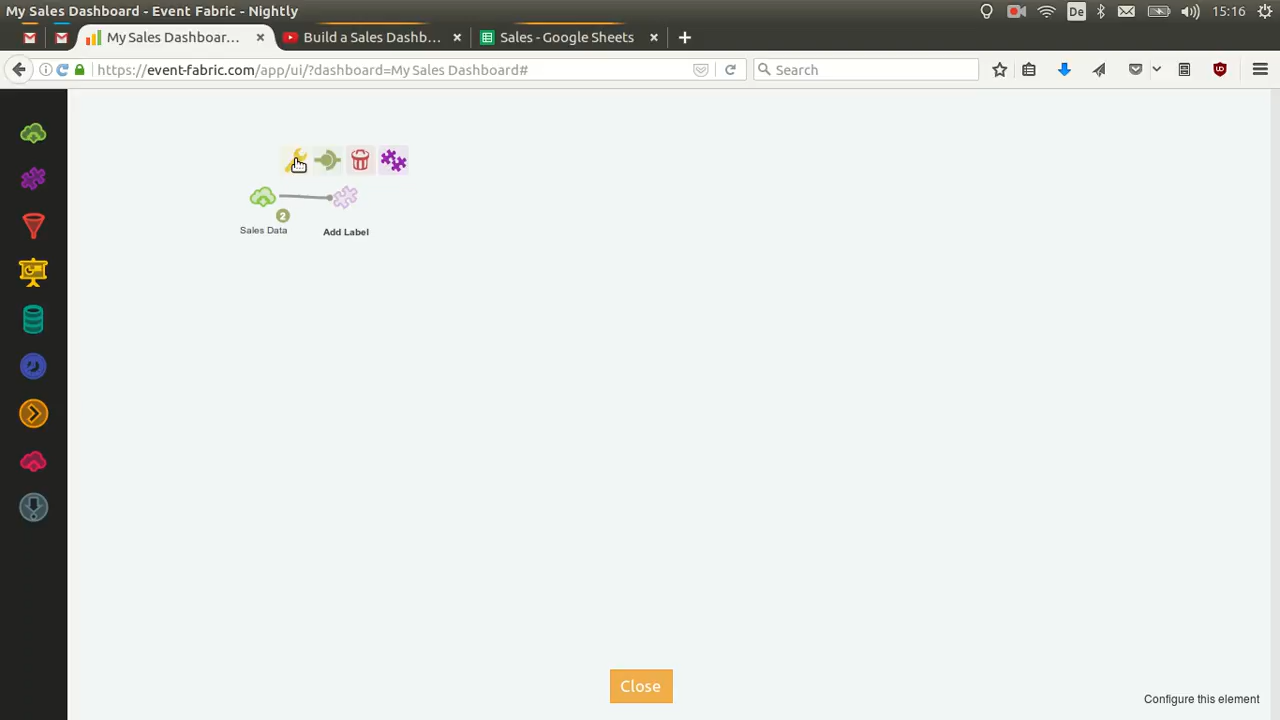 My Sales Dashboard - Event Fabric - Nightly
De
15:16
My Sales Dashboar...
Build a Sales Dashb...
Sales - Google Sheets
https://event-fabric.com/app/ui/?dashboard=My Sales Dashboard#
Search
2
Sales Data
Add Label
Close
Configure this element